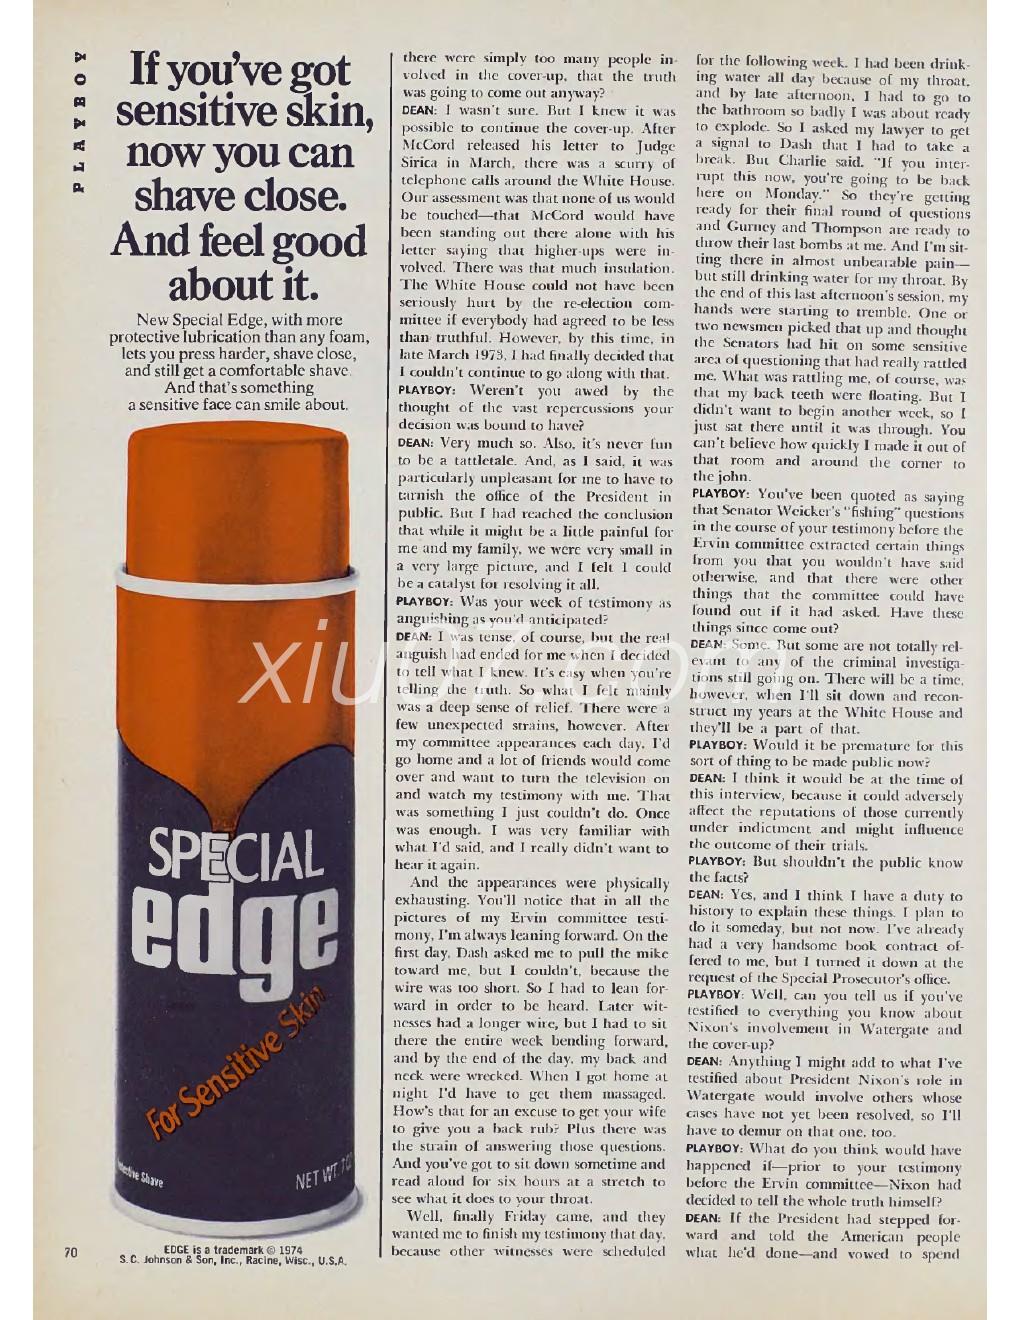 PLAYBOY
If you've got
sensitive skin,
now you can
shave close.
And feel good
about it.
New Special Edge, with more
protective lubrication than any foam,
lets you press harder, shave close,
and still get a comfortable shave.
And that's something
a sensitive face can smile about.
SPECIAL
edge
For Sensitive Skin
Shave
NET WT. 7
EDGE is a trademark © 1974
S. C. Johnson & Son, Inc., Racine, Wisc., U.S.A.
70
there were simply too many people in-
volved in the cover-up, that the truth
was going to come out anyway?
DEAN: I wasn't sure. But I knew it was
possible to continue the cover-up. After
McCord released his letter to Judge
Sirica in March, there was a scurry of
telephone calls around the White House.
Our assessment was that none of us would
be touched—that McCord would have
been standing out there alone with his
letter saying that higher-ups were in-
volved. There was that much insulation.
The White House could not have been
seriously hurt by the re-election com-
mittee if everybody had agreed to be less
than truthful. However, by this time, in
late March 1973, I had finally decided that
I couldn't continue to go along with that.
PLAYBOY: Weren't you awed by the
thought of the vast repercussions your
decision was bound to have?
DEAN: Very much so. Also, it's never fun
to be a tattletale. And, as I said, it was
particularly unpleasant for me to have to
tarnish the office of the President in
public. But I had reached the conclusion
that while it might be a little painful for
me and my family, we were very small in
a very large picture, and I felt I could
be a catalyst for resolving it all.
PLAYBOY: Was your week of testimony as
anguishing as you'd anticipated?
DEAN: I was tense, of course, but the real
anguish had ended for me when I decided
to tell what I knew. It's easy when you're
telling the truth. So what I felt mainly
was a deep sense of relief. There were a
few unexpected strains, however. After
my committee appearances each day, I'd
go home and a lot of friends would come
over and want to turn the television on
and watch my testimony with me. That
was something I just couldn't do. Once
was enough. I was very familiar with
what I'd said, and I really didn't want to
hear it again.
And the appearances were physically
exhausting. You'll notice that in all the
pictures of my Ervin committee testi-
mony, I'm always leaning forward. On the
first day, Dash asked me to pull the mike
toward me, but I couldn't, because the
wire was too short. So I had to lean for-
ward in order to be heard. Later wit-
nesses had a longer wire, but I had to sit
there the entire week bending forward,
and by the end of the day, my back and
neck were wrecked. When I got home at
night I'd have to get them massaged.
How's that for an excuse to get your wife
to give you a back rub? Plus there was
the strain of answering those questions.
And you've got to sit down sometime and
read aloud for six hours at a stretch to
see what it does to your throat.
Well, finally Friday came, and they
wanted me to finish my testimony that day,
because other witnesses were scheduled
for the following week. I had been drink-
ing water all day because of my throat,
and by late afternoon, I had to go to
the bathroom so badly I was about ready
to explode. So I asked my lawyer to get
a signal to Dash that I had to take a
break. But Charlie said, "If you inter-
rupt this now, you're going to be back
here on Monday." So they're getting
ready for their final round of questions
and Gurney and Thompson are ready to
throw their last bombs at me. And I'm sit-
ting there in almost unbearable pain—
but still drinking water for my throat. By
the end of this last afternoon's session, my
hands were starting to tremble. One or
two newsmen picked that up and thought
the Senators had hit on some sensitive
area of questioning that had really rattled
me. What was rattling me, of course, was
that my back teeth were floating. But I
didn't want to begin another week, so I
just sat there until it was through. You
can't believe how quickly I made it out of
that room and around the corner to
the john.
PLAYBOY: You've been quoted as saying
that Senator Weicker's "fishing" questions
in the course of your testimony before the
Ervin committee extracted certain things
from you that you wouldn't have said
otherwise, and that there were other
things that the committee could have
found out if it had asked. Have these
things since come out?
DEAN: Some. But some are not totally rel-
evant to any of the criminal investiga-
tions still going on. There will be a time,
however, when I'll sit down and recon-
struct my years at the White House and
they'll be a part of that.
PLAYBOY: Would it be premature for this
sort of thing to be made public now?
DEAN: I think it would be at the time of
this interview, because it could adversely
affect the reputations of those currently
under indictment and might influence
the outcome of their trials.
PLAYBOY: But shouldn't the public know
the facts?
DEAN: Yes, and I think I have a duty to
history to explain these things. I plan to
do it someday, but not now. I've already
had a very handsome book contract of-
fered to me, but I turned it down at the
request of the Special Prosecutor's office.
PLAYBOY: Well, can you tell us if you've
testified to everything you know about
Nixon's involvement in Watergate and
the cover-up?
DEAN: Anything I might add to what I've
testified about President Nixon's role in
Watergate would involve others whose
cases have not yet been resolved, so I'll
have to demur on that one, too.
PLAYBOY: What do you think would have
happened if—prior to your testimony
before the Ervin committee—Nixon had
decided to tell the whole truth himself?
DEAN: If the President had stepped for-
ward and told the American people
what he'd done—and vowed to spend